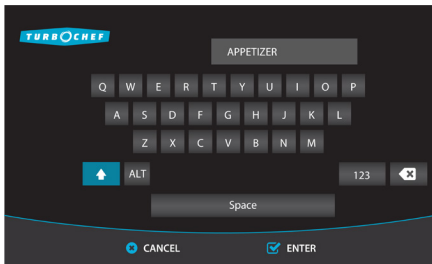 TURBOCHEF
APPETIZER
Q W E R T Y U I O P
A S D F G H J K L
Z X C V B N M
ALT 123
Space
CANCEL ENTER